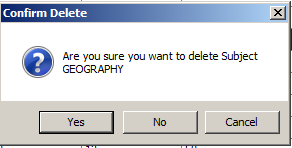 Confirm Delete
Are you sure you want to delete Subject
GEOGRAPHY
Yes No Cancel